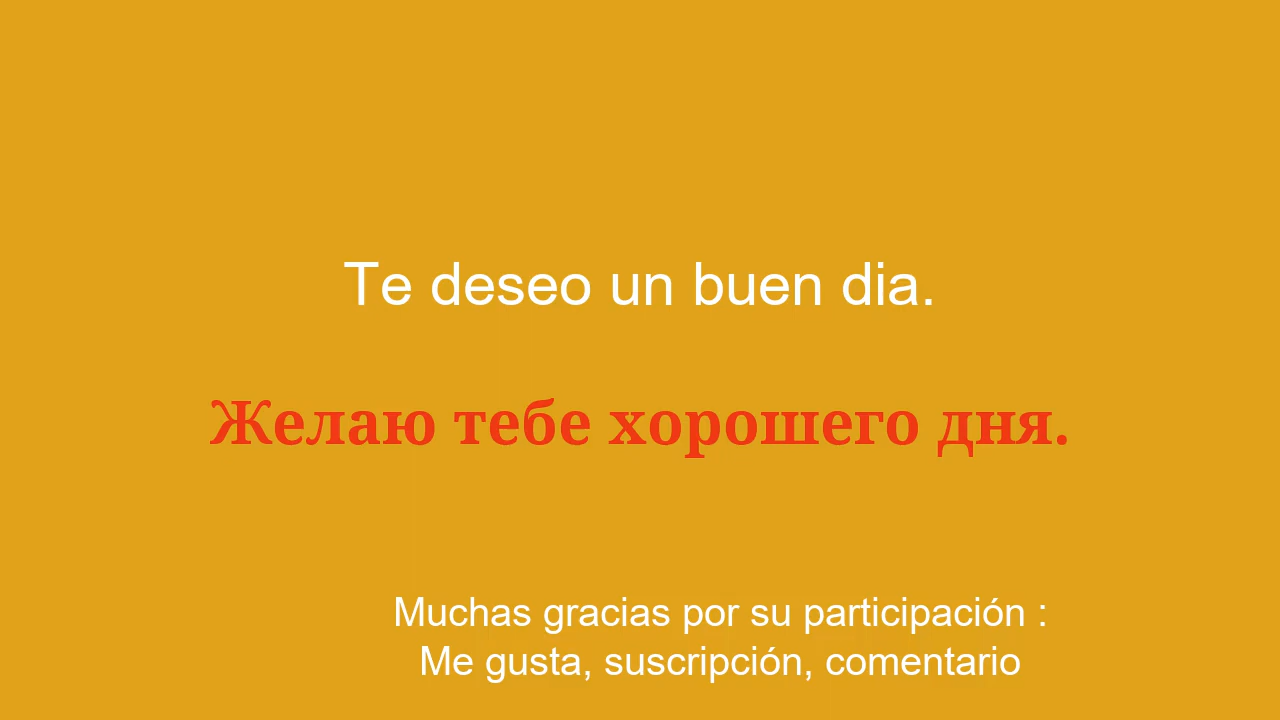 Te deseo un buen dia.
Желаю тебе хорошего дня.
Muchas gracias por su participación :
Me gusta, suscripción, comentario